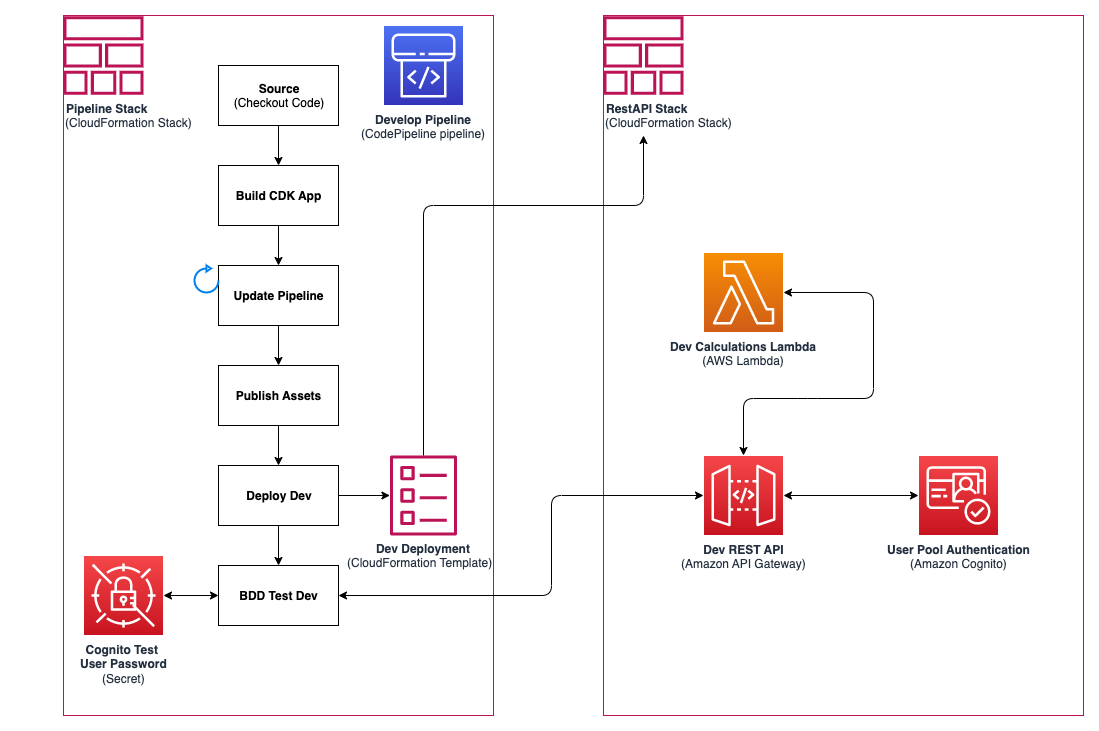 Pipeline Stack
(CloudFormation Stack)
Source
(Checkout Code)
Develop Pipeline
(CodePipeline pipeline)
Build CDK App
Update Pipeline
Publish Assets
Deploy Dev
Dev Deployment
(CloudFormation Template)
BDD Test Dev
Cognito Test
User Password
(Secret)
RestAPI Stack
(CloudFormation Stack)
Dev Calculations Lambda
(AWS Lambda)
</>
Dev REST API
(Amazon API Gateway)
User Pool Authentication
(Amazon Cognito)